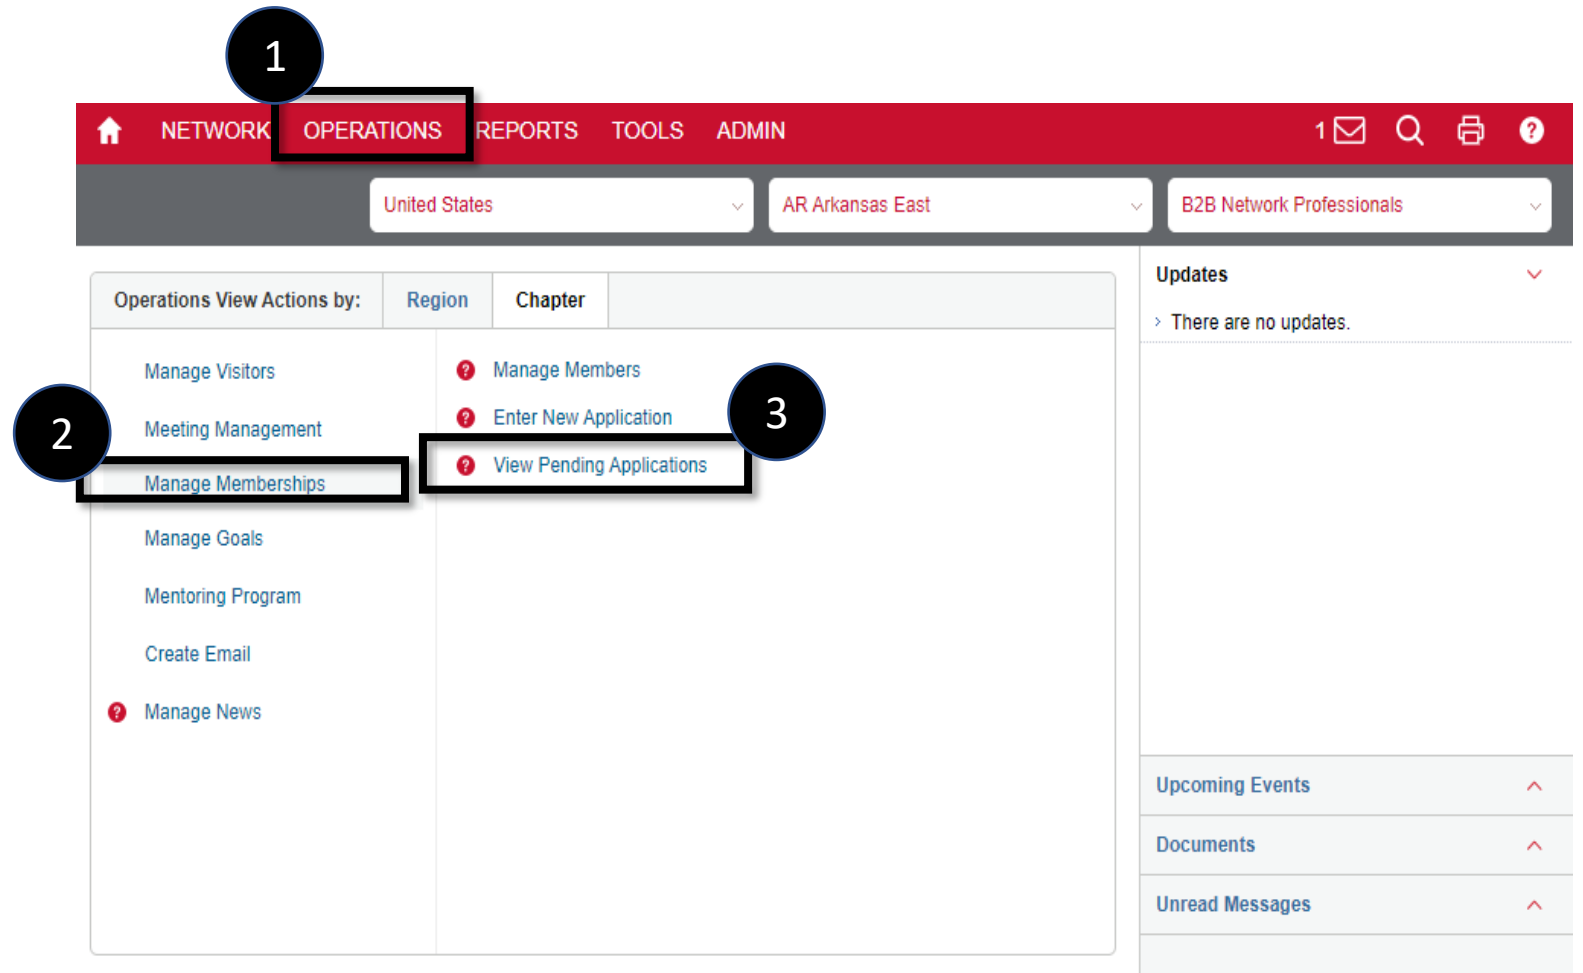 1
NETWORK OPERATIONS REPORTS TOOLS ADMIN 1 ?
United States AR Arkansas East B2B Network Professionals
Operations View Actions by: Region Chapter
Manage Visitors
Meeting Management
2
Manage Memberships
Manage Goals
Mentoring Program
Create Email
? Manage News
? Manage Members
? Enter New Application
3
? View Pending Applications
Updates
There are no updates.
Upcoming Events
Documents
Unread Messages